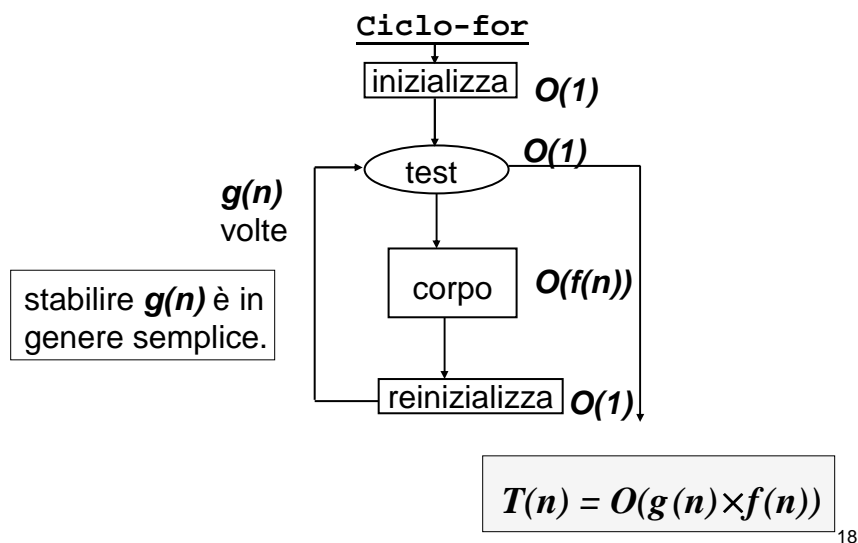 Ciclo-for
inizializza
O(1)
test
O(1)
g(n)
volte
corpo
O(f(n))
stabilire g(n) è in
genere semplice.
reinizializza
O(1)
T(n) = O(g(n)×f(n))
18